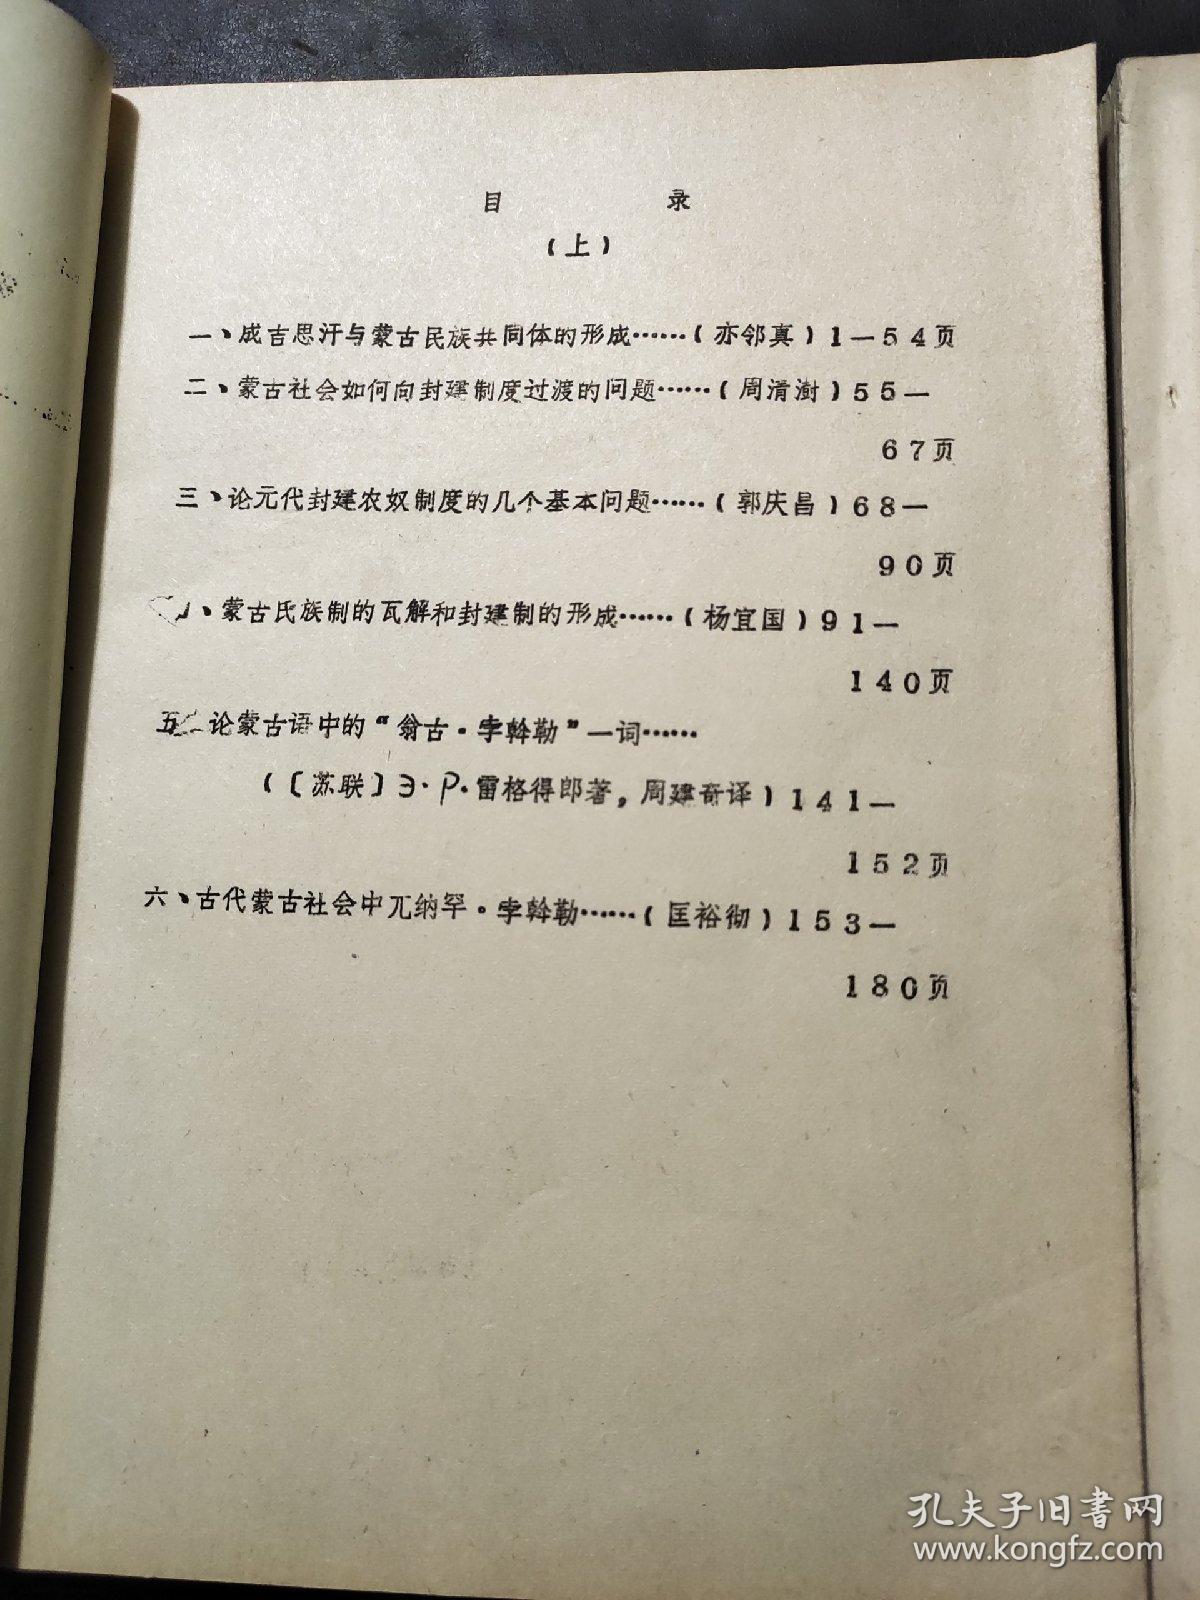 目 录
(上)
一、成吉思汗与蒙古民族共同体的形成……(亦邻真)1—54页
二、蒙古社会如何向封建制度过渡的问题……(周清澍)55—
67页
三、论元代封建农奴制度的几个基本问题……(郭庆昌)68—
90页
、蒙古氏族制的瓦解和封建制的形成……(杨宜国)91—
140页
五、论蒙古语中的“翁古·孛斡勒”一词……
(〔苏联〕Э·Р·雷格得郎著，周建奇译)141—
152页
六、古代蒙古社会中兀纳罕·孛斡勒……(匡裕彻)153—
180页
孔夫子旧书网
www.kongfz.com